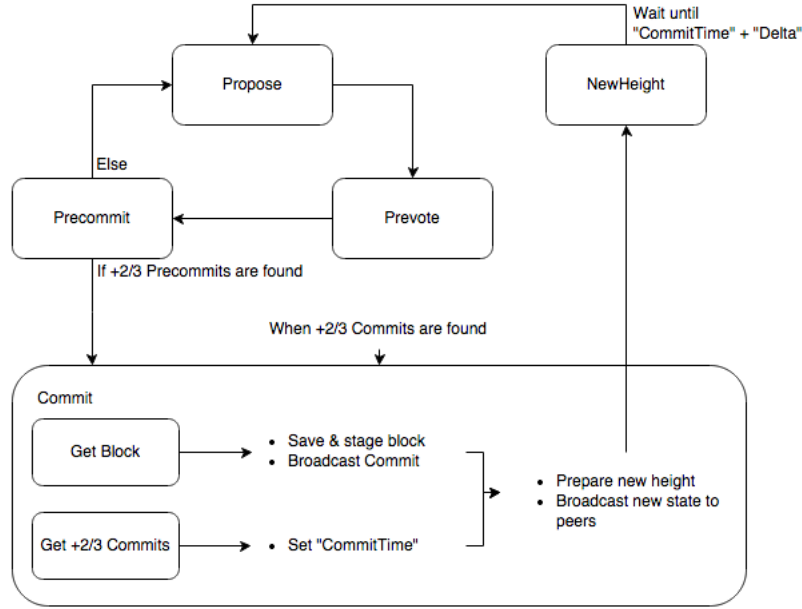 Wait until
"CommitTime" + "Delta"
Propose
NewHeight
Else
Precommit
Prevote
If +2/3 Precommits are found
When +2/3 Commits are found
Commit
Get Block
• Save & stage block
• Broadcast Commit
• Prepare new height
• Broadcast new state to
peers
Get +2/3 Commits
• Set "CommitTime"